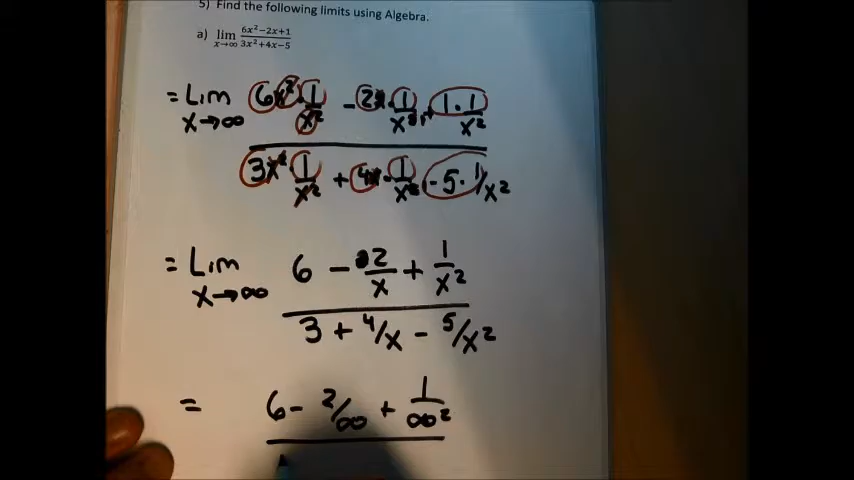 5) Find the following limits using Algebra.
a) lim x→∞ (6x²−2x+1)/(3x²+4x−5)
= Lim x→∞ 6x²·1/x² − 2x·1/x² + 1·1/x²
3x²·1/x² + 4x·1/x² − 5·1/x²
= Lim x→∞ 6 − 2/x + 1/x²
3 + 4/x − 5/x²
= 6 − 2/∞ + 1/∞²